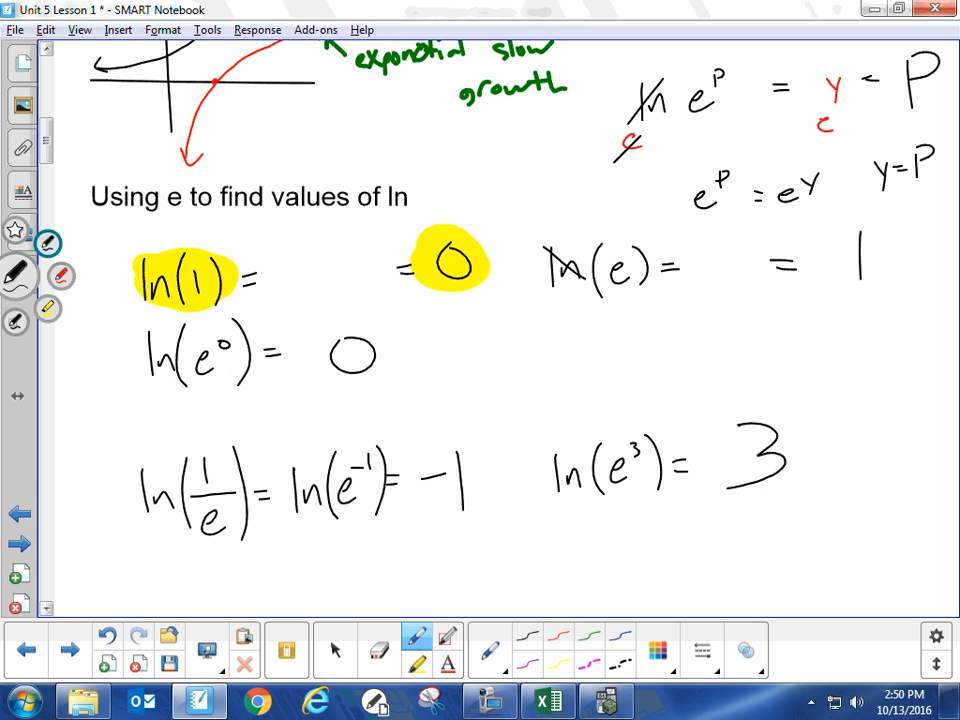 Unit 5 Lesson 1 * - SMART Notebook
File Edit View Insert Format Tools Response Add-ons Help
exponential slow
growth
ln e^P = y = P
e e
e^P = e^y y=P
Using e to find values of ln
ln(1) = = 0 ln(e) = = 1
ln(e^0) = 0
ln(1/e) = ln(e^-1) = -1 ln(e^3) = 3
A
2:50 PM
10/13/2016